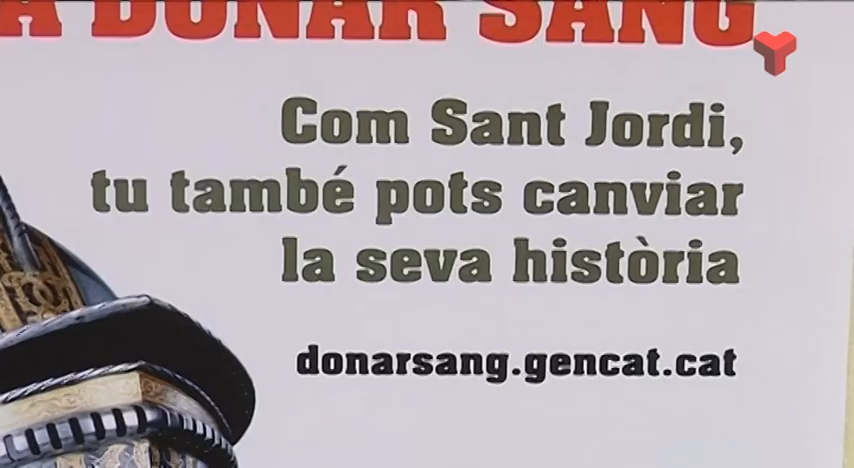 A DONAR SANG
Com Sant Jordi,
tu també pots canviar
la seva història
donarsang.gencat.cat